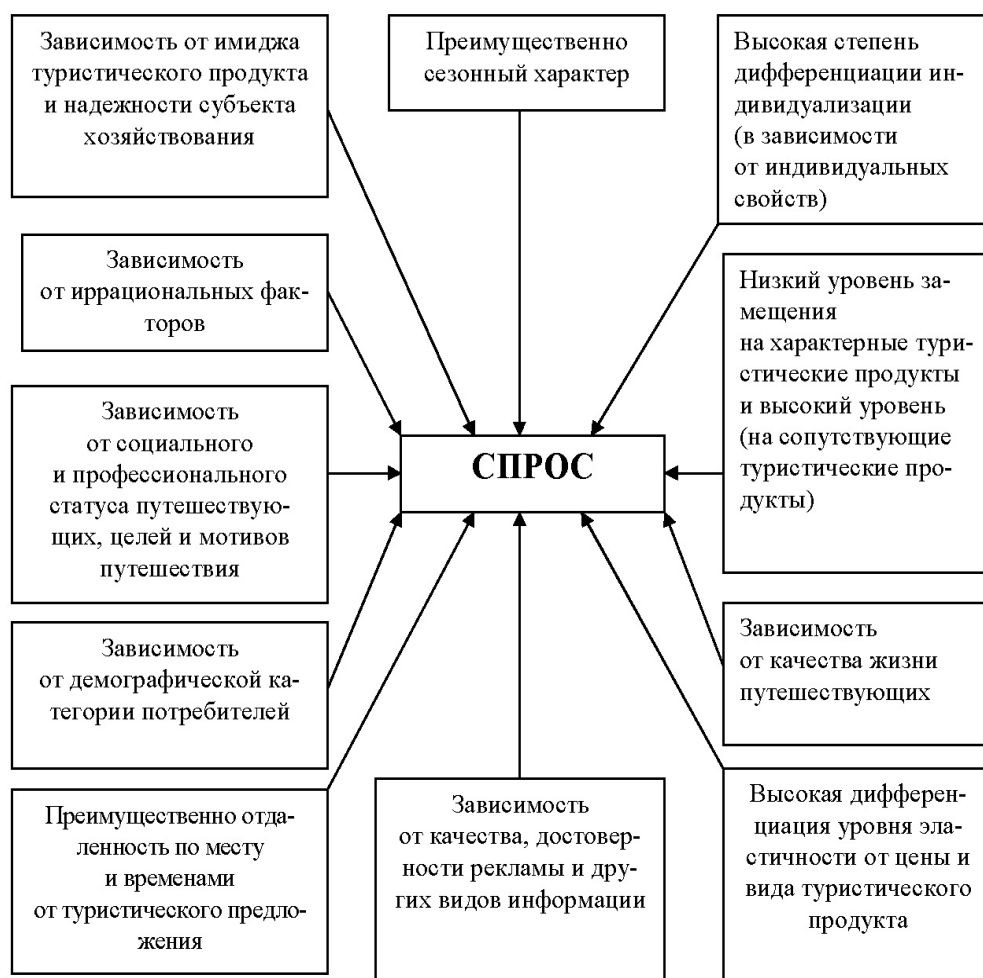 Зависимость от имиджа
туристического продукта
и надежности субъекта
хозяйствования
Преимущественно
сезонный характер
Высокая степень
дифференциации ин-
дивидуализации
(в зависимости
от индивидуальных
свойств)
Зависимость
от иррациональных фак-
торов
Низкий уровень за-
мещения
на характерные тури-
стические продукты
и высокий уровень
(на сопутствующие
туристические про-
дукты)
Зависимость
от социального
и профессионального
статуса путешествую-
щих, целей и мотивов
путешествия
СПРОС
Зависимость
от демографической ка-
тегории потребителей
Зависимость
от качества жизни
путешествующих
Преимущественно отда-
ленность по месту
и временами
от туристического предло-
жения
Зависимость
от качества, достовер-
ности рекламы и дру-
гих видов информации
Высокая дифферен-
циация уровня эла-
стичности от цены и
вида туристического
продукта